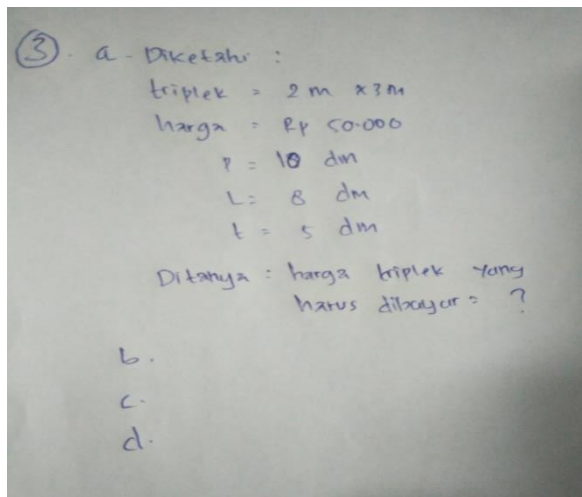 3. a - Diketahi :
triplek = 2 m x 3 m
harga = Rp 50.000
P = 10 dm
L = 8 dm
t = 5 dm
Ditanya : harga triplek yang
harus dibayar = ?
b.
c.
d.